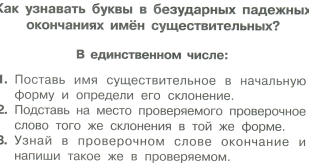 Как узнавать буквы в безударных падежных
окончаниях имён существительных?
В единственном числе:
1. Поставь имя существительное в начальную
форму и определи его склонение.
2. Подставь на место проверяемого проверочное
слово того же склонения в той же форме.
3. Узнай в проверочном слове окончание и
напиши такое же в проверяемом.